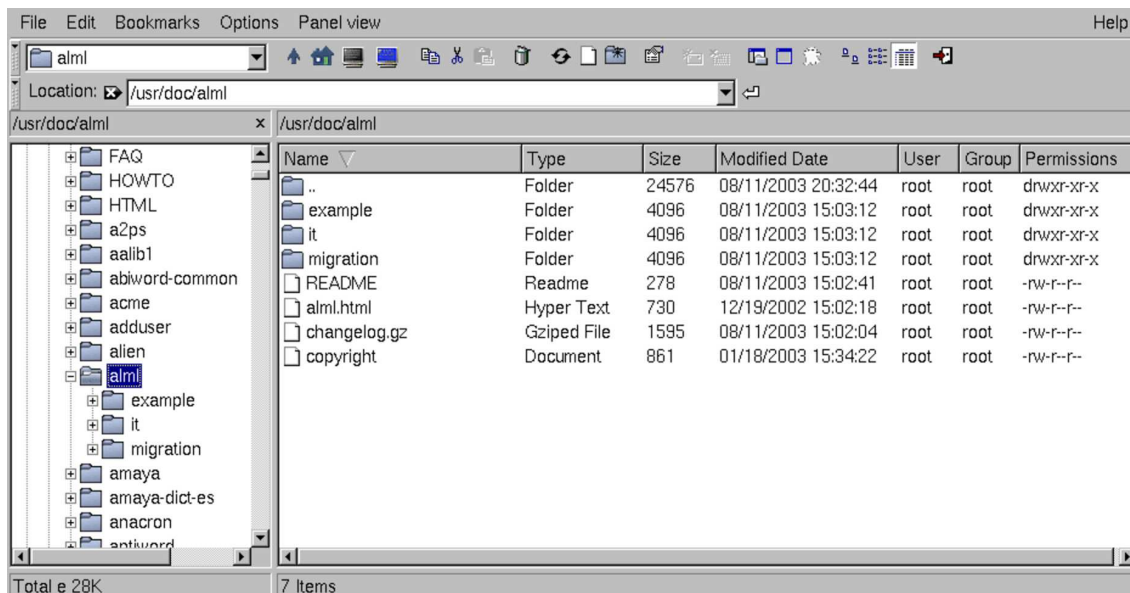 File Edit Bookmarks Options Panel view Help
alml
Location: /usr/doc/alml
/usr/doc/alml
/usr/doc/alml
FAQ
HOWTO
HTML
a2ps
aalib1
abiword-common
acme
adduser
alien
alml
example
it
migration
amaya
amaya-dict-es
anacron
antiword
Name Type Size Modified Date User Group Permissions
.. Folder 24576 08/11/2003 20:32:44 root root drwxr-xr-x
example Folder 4096 08/11/2003 15:03:12 root root drwxr-xr-x
it Folder 4096 08/11/2003 15:03:12 root root drwxr-xr-x
migration Folder 4096 08/11/2003 15:03:12 root root drwxr-xr-x
README Readme 278 08/11/2003 15:02:41 root root -rw-r--r--
alml.html Hyper Text 730 12/19/2002 15:02:18 root root -rw-r--r--
changelog.gz Gziped File 1595 08/11/2003 15:02:04 root root -rw-r--r--
copyright Document 861 01/18/2003 15:34:22 root root -rw-r--r--
Total e 28K
7 Items